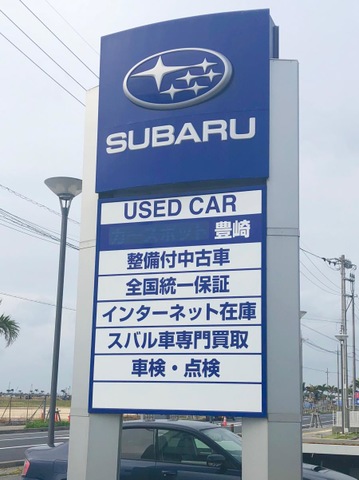 SUBARU
USED CAR
豊崎
整備付中古車
全国統一保証
インターネット在庫
スバル車専門買取
車検・点検